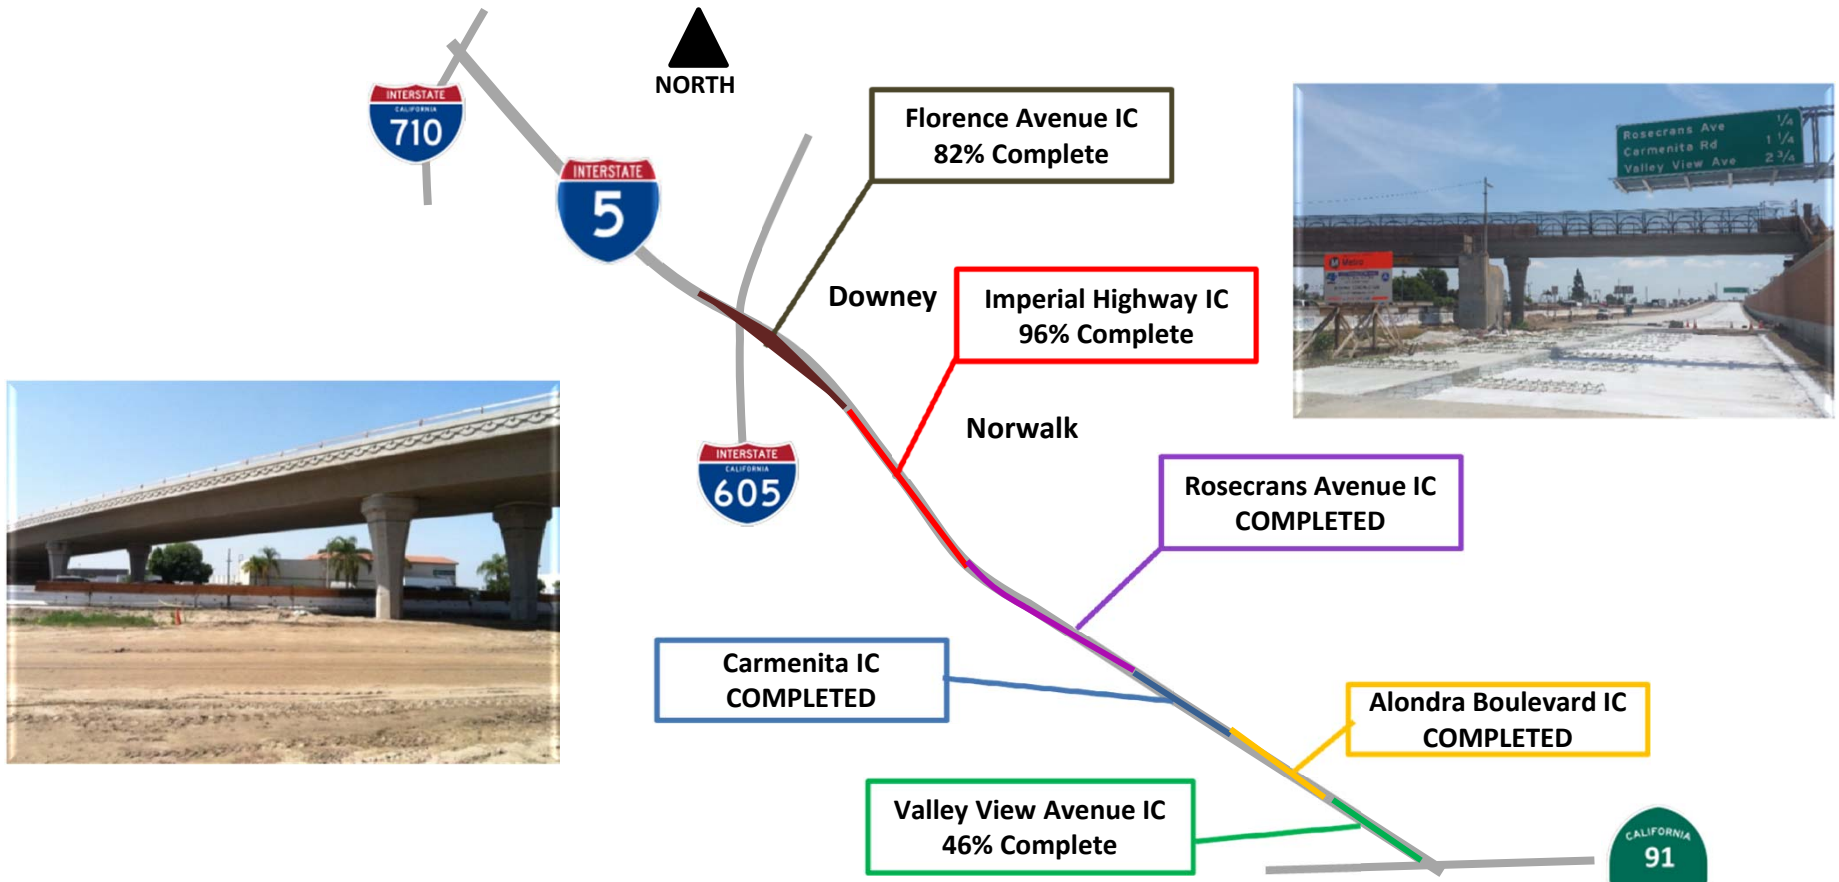 NORTH
INTERSTATE
CALIFORNIA
710
INTERSTATE
5
Florence Avenue IC
82% Complete
Rosecrans Ave 1/4
Carmenita Rd 1 1/4
Valley View Ave 2 3/4
Metro
Downey
Imperial Highway IC
96% Complete
Norwalk
INTERSTATE
CALIFORNIA
605
Rosecrans Avenue IC
COMPLETED
Carmenita IC
COMPLETED
Alondra Boulevard IC
COMPLETED
Valley View Avenue IC
46% Complete
CALIFORNIA
91